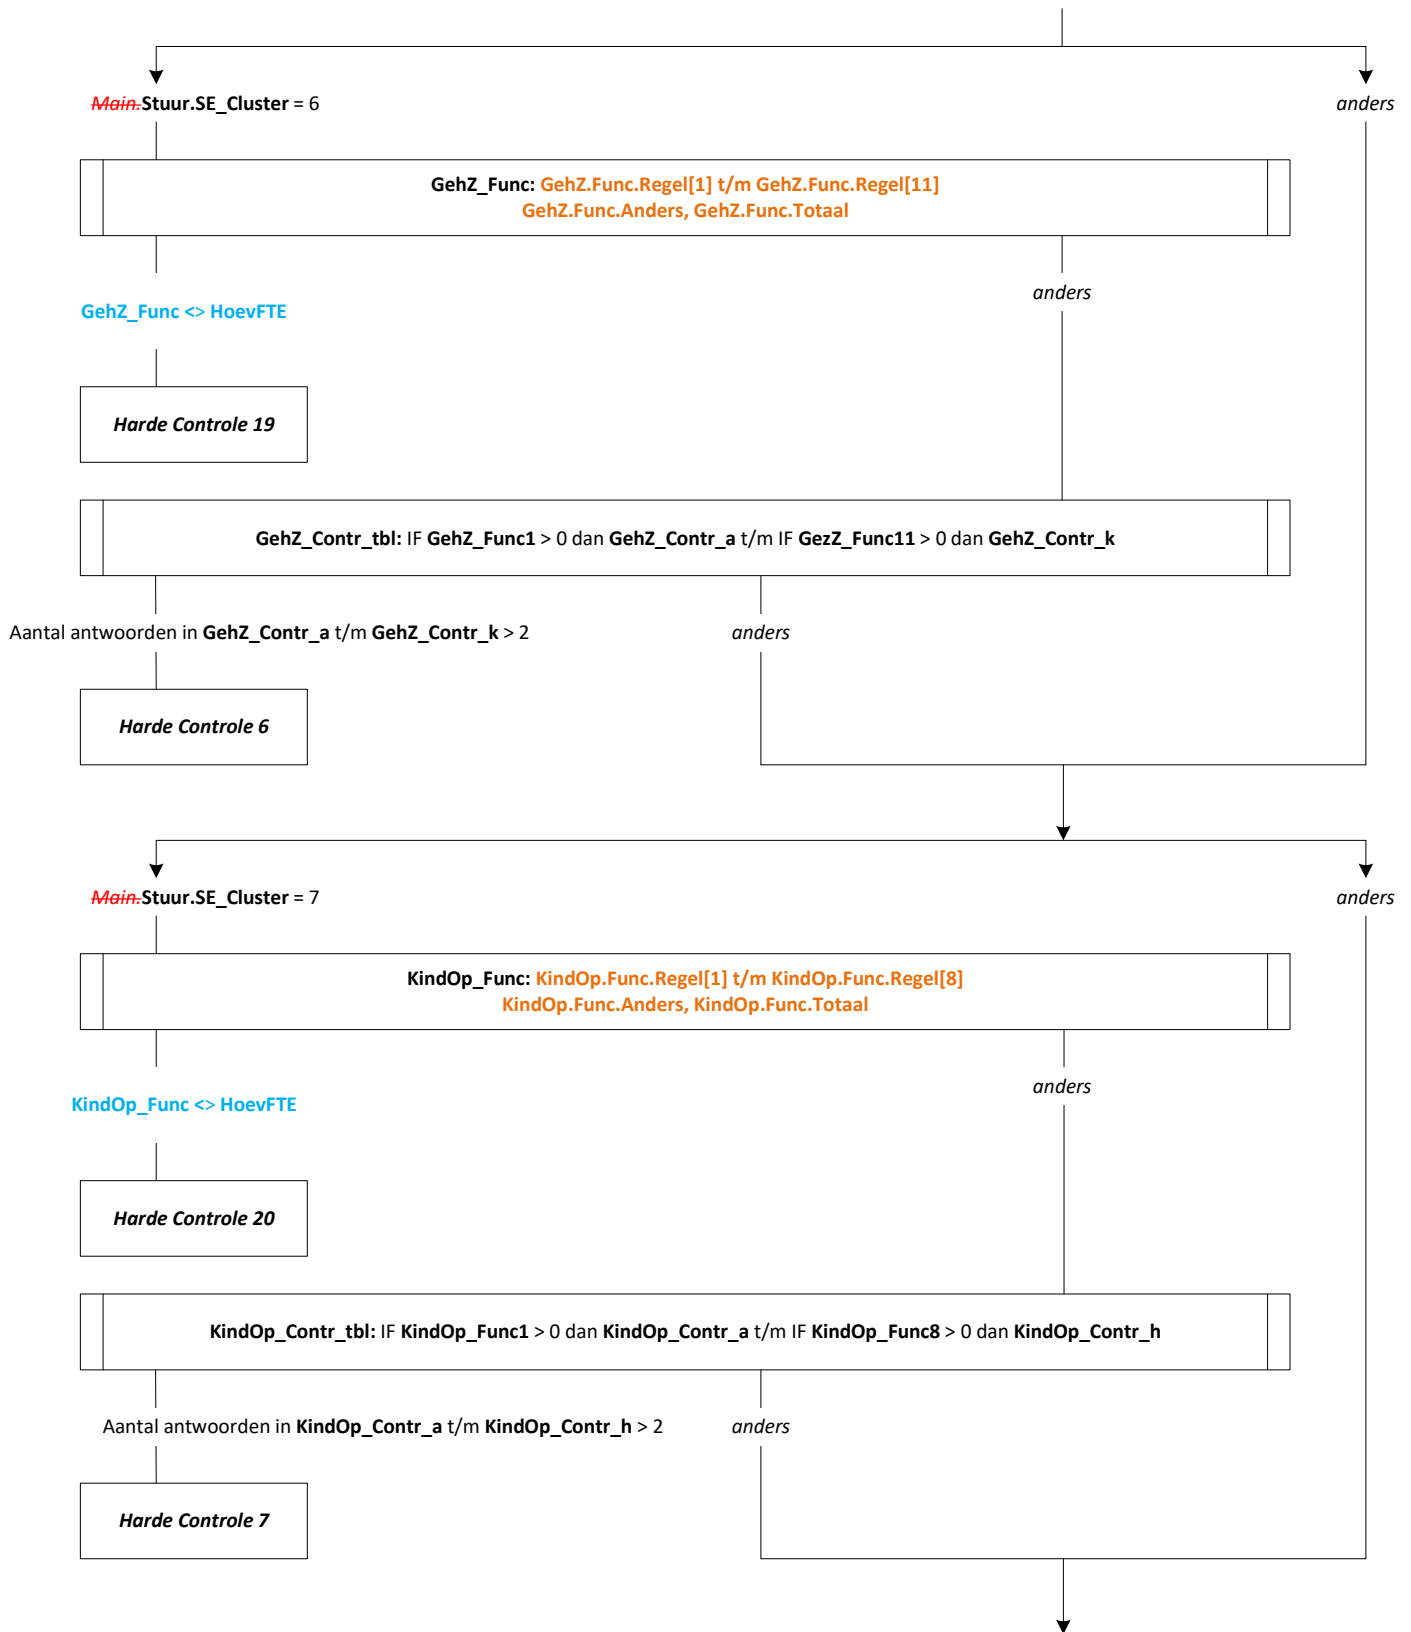 Main.Stuur.SE_Cluster = 6
anders
GehZ_Func: GehZ.Func.Regel[1] t/m GehZ.Func.Regel[11]
GehZ.Func.Anders, GehZ.Func.Totaal
anders
GehZ_Func <> HoevFTE
Harde Controle 19
GehZ_Contr_tbl: IF GehZ_Func1 > 0 dan GehZ_Contr_a t/m IF GezZ_Func11 > 0 dan GehZ_Contr_k
Aantal antwoorden in GehZ_Contr_a t/m GehZ_Contr_k > 2
anders
Harde Controle 6
Main.Stuur.SE_Cluster = 7
anders
KindOp_Func: KindOp.Func.Regel[1] t/m KindOp.Func.Regel[8]
KindOp.Func.Anders, KindOp.Func.Totaal
anders
KindOp_Func <> HoevFTE
Harde Controle 20
KindOp_Contr_tbl: IF KindOp_Func1 > 0 dan KindOp_Contr_a t/m IF KindOp_Func8 > 0 dan KindOp_Contr_h
Aantal antwoorden in KindOp_Contr_a t/m KindOp_Contr_h > 2
anders
Harde Controle 7